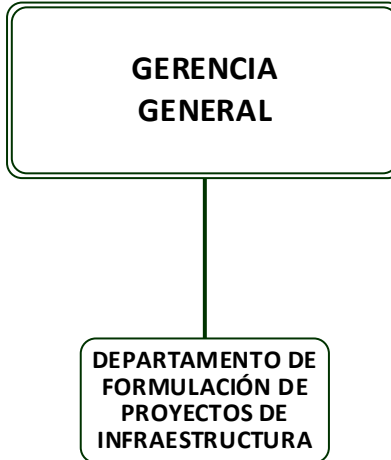 GERENCIA
GENERAL
DEPARTAMENTO DE
FORMULACIÓN DE
PROYECTOS DE
INFRAESTRUCTURA